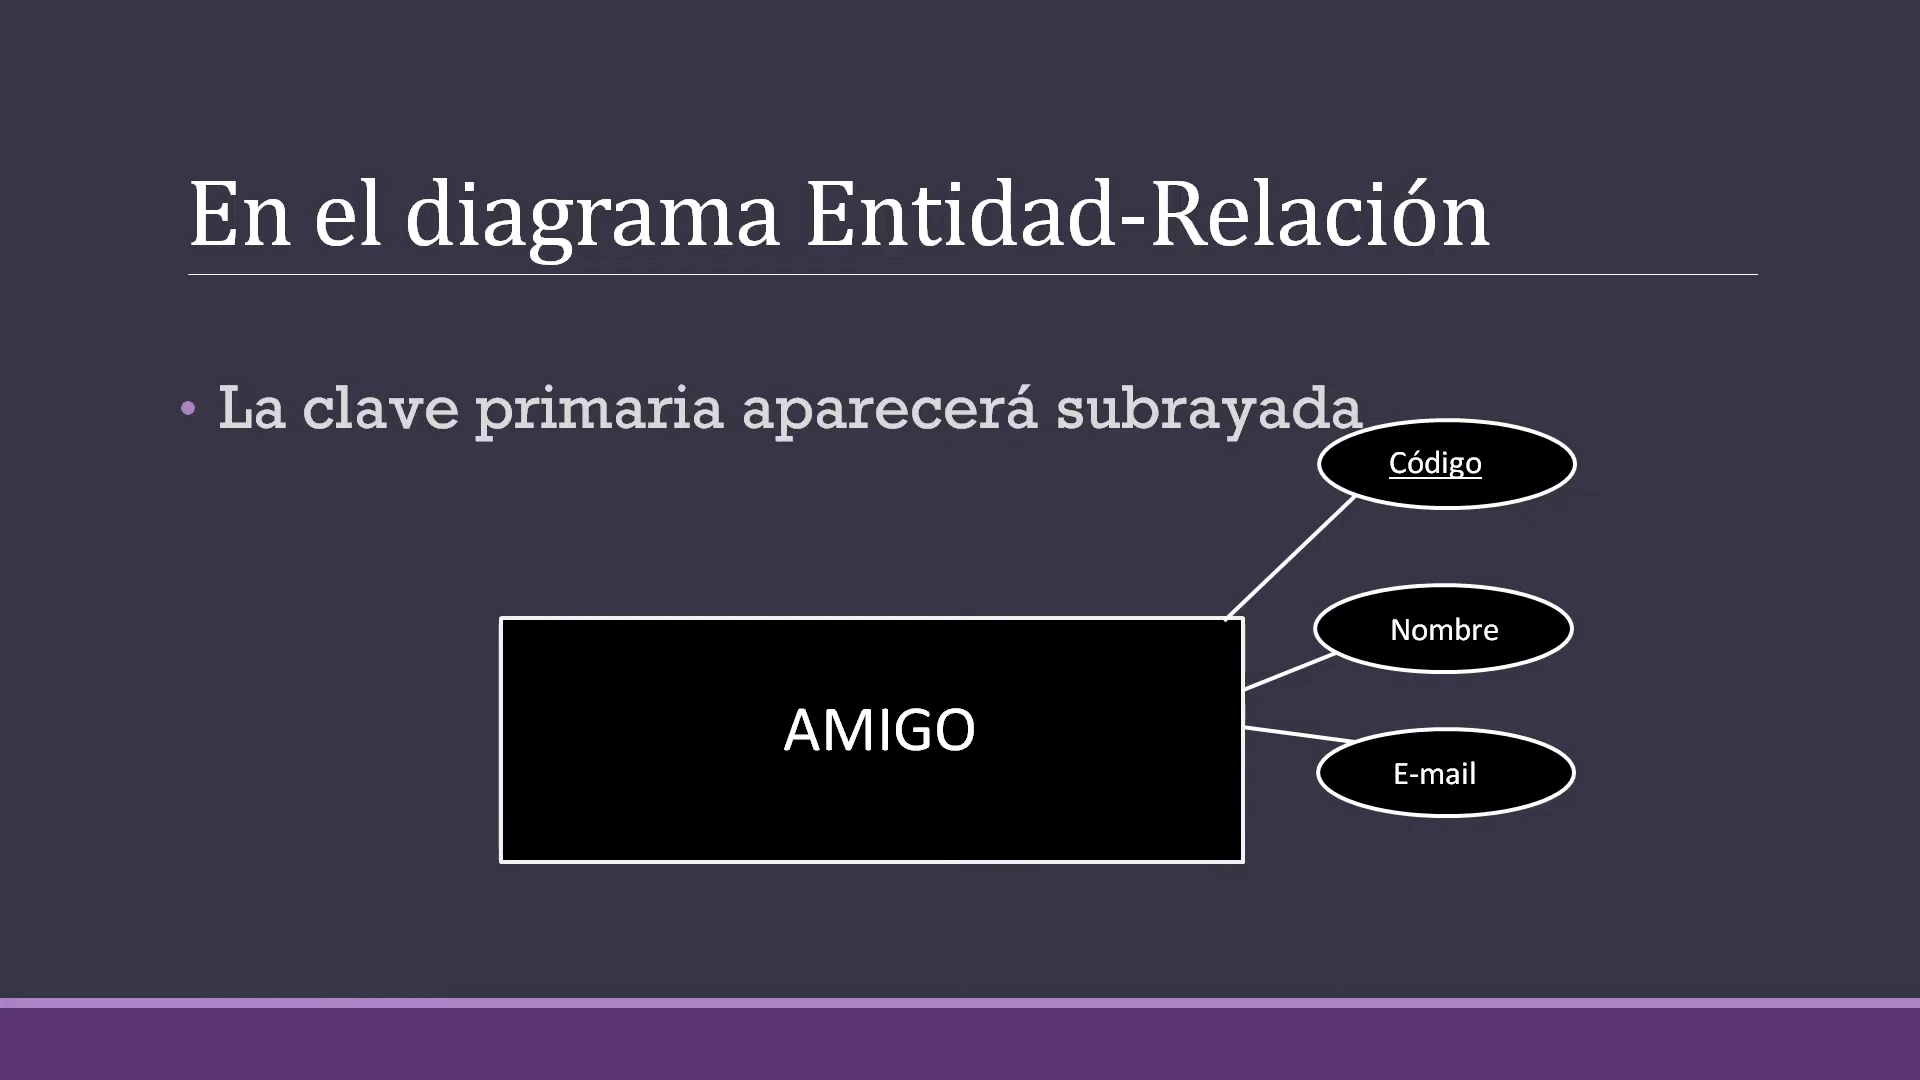 En el diagrama Entidad-Relación
• La clave primaria aparecerá subrayada
Código
Nombre
AMIGO
E-mail